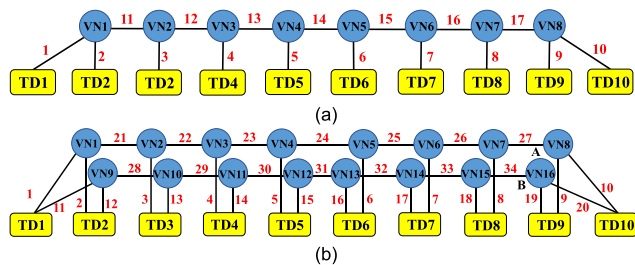 11 12 13 14 15 16 17
VN1 VN2 VN3 VN4 VN5 VN6 VN7 VN8
1 2 3 4 5 6 7 8 9 10
TD1 TD2 TD2 TD4 TD5 TD6 TD7 TD8 TD9 TD10
(a)
21 22 23 24 25 26 27
VN1 VN2 VN3 VN4 VN5 VN6 VN7 A VN8
28 29 30 31 32 33 34
VN9 VN10 VN11 VN12 VN13 VN14 VN15 B VN16
1 11 2 12 3 13 4 14 5 15 16 6 17 7 18 8 19 9 20 10
TD1 TD2 TD3 TD4 TD5 TD6 TD7 TD8 TD9 TD10
(b)